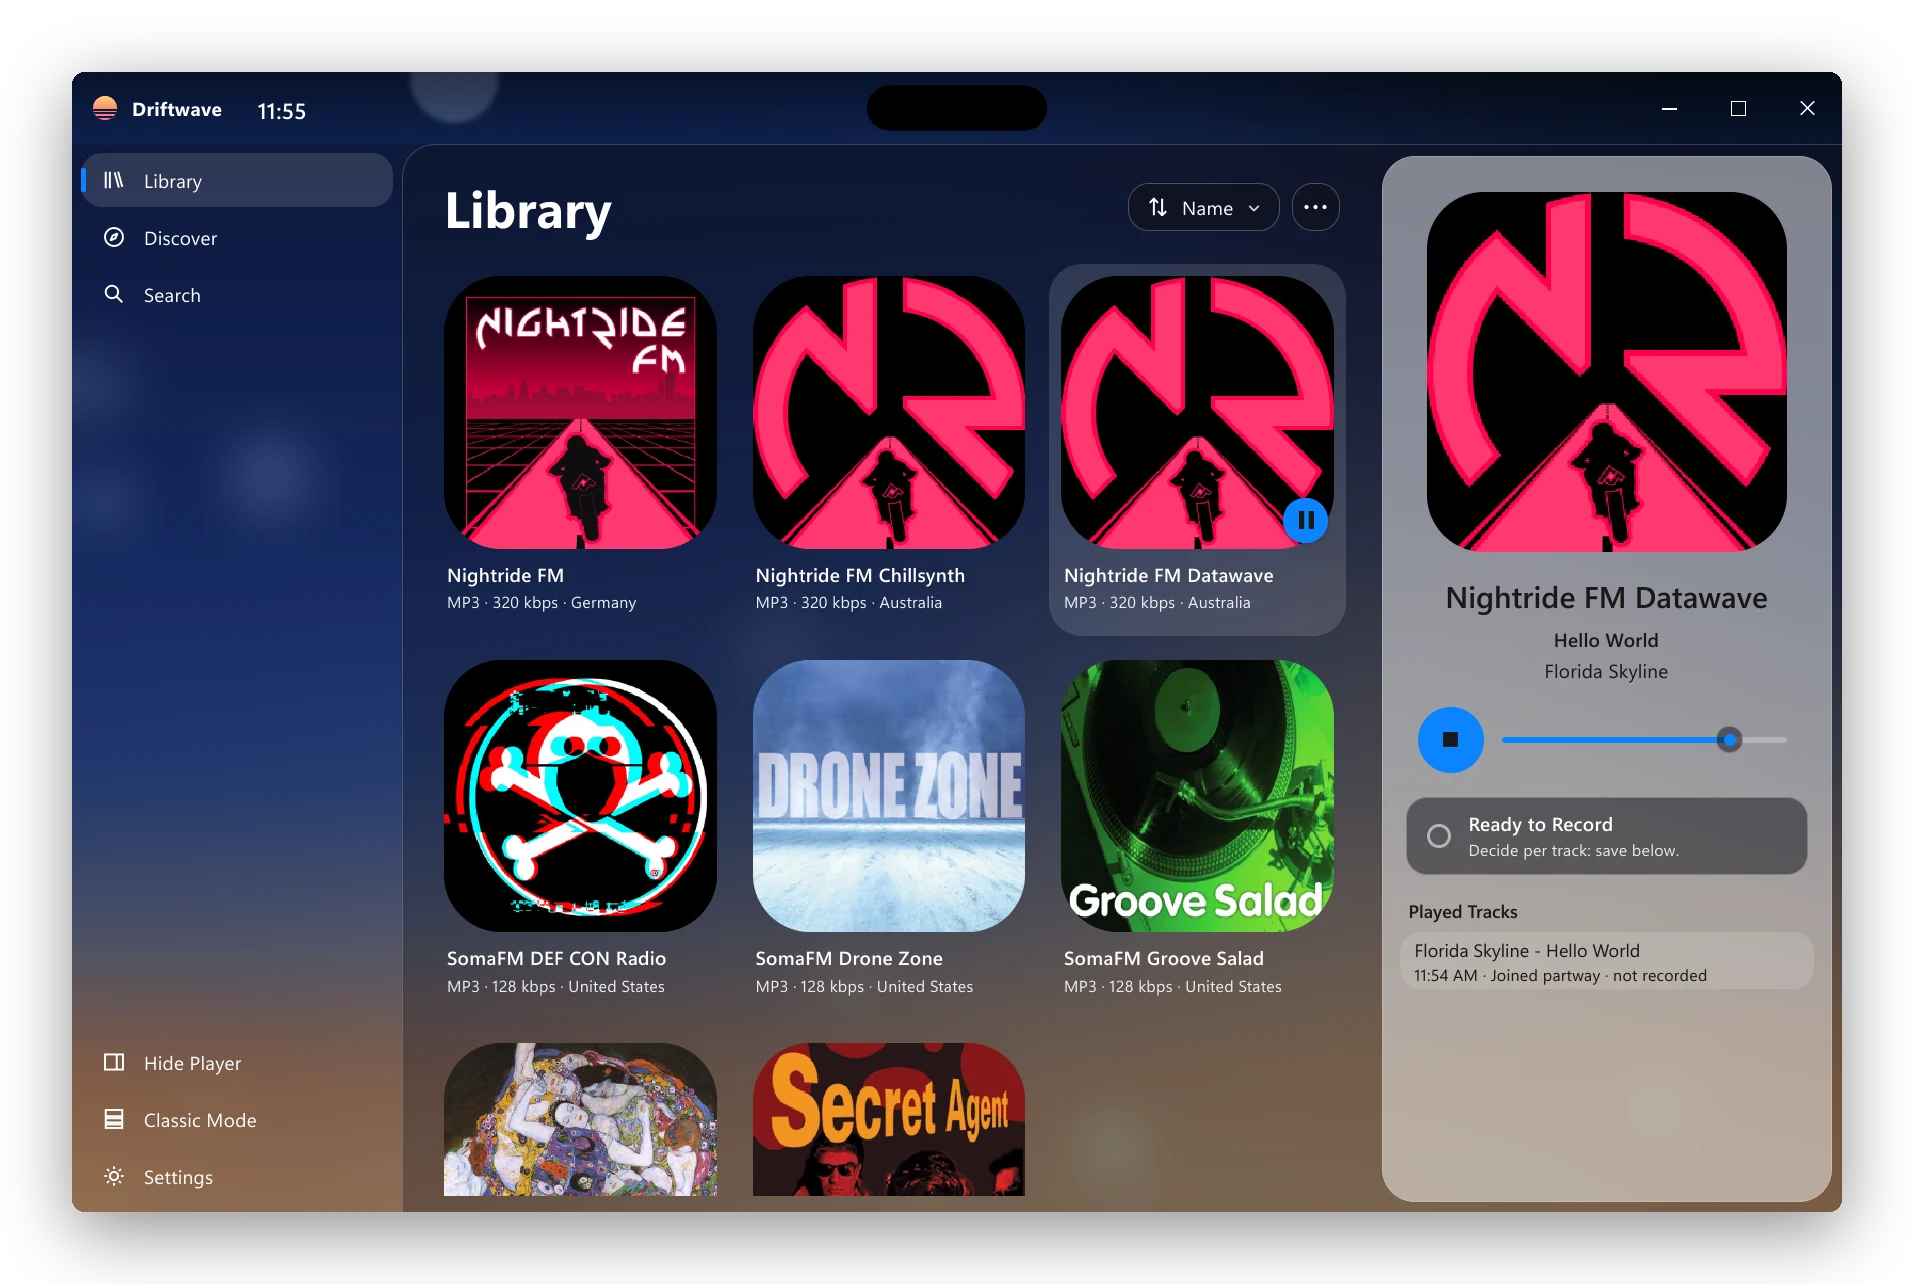 Driftwave
11:55
Library
Discover
Search
Hide Player
Classic Mode
Settings
Library
Name
NIGHTRIDE
FM
Nightride FM
MP3 · 320 kbps · Germany
NR
Nightride FM Chillsynth
MP3 · 320 kbps · Australia
NR
Nightride FM Datawave
MP3 · 320 kbps · Australia
SomaFM DEF CON Radio
MP3 · 128 kbps · United States
DRONE ZONE
SomaFM Drone Zone
MP3 · 128 kbps · United States
Groove Salad
SomaFM Groove Salad
MP3 · 128 kbps · United States
Secret Agent
NR
Nightride FM Datawave
Hello World
Florida Skyline
Ready to Record
Decide per track: save below.
Played Tracks
Florida Skyline - Hello World
11:54 AM · Joined partway · not recorded